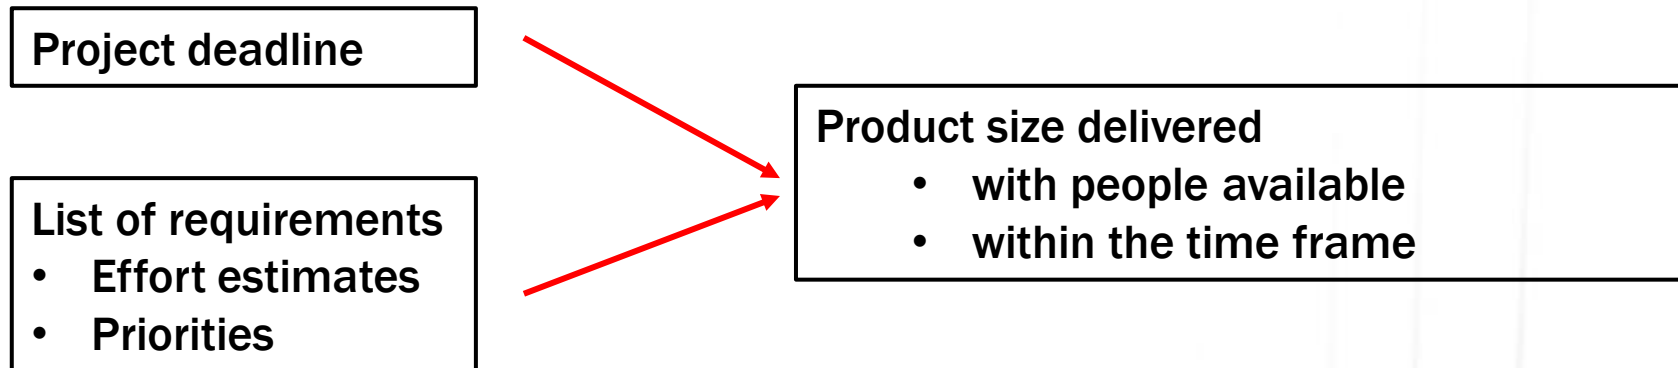 Project deadline
List of requirements
• Effort estimates
• Priorities
Product size delivered
• with people available
• within the time frame